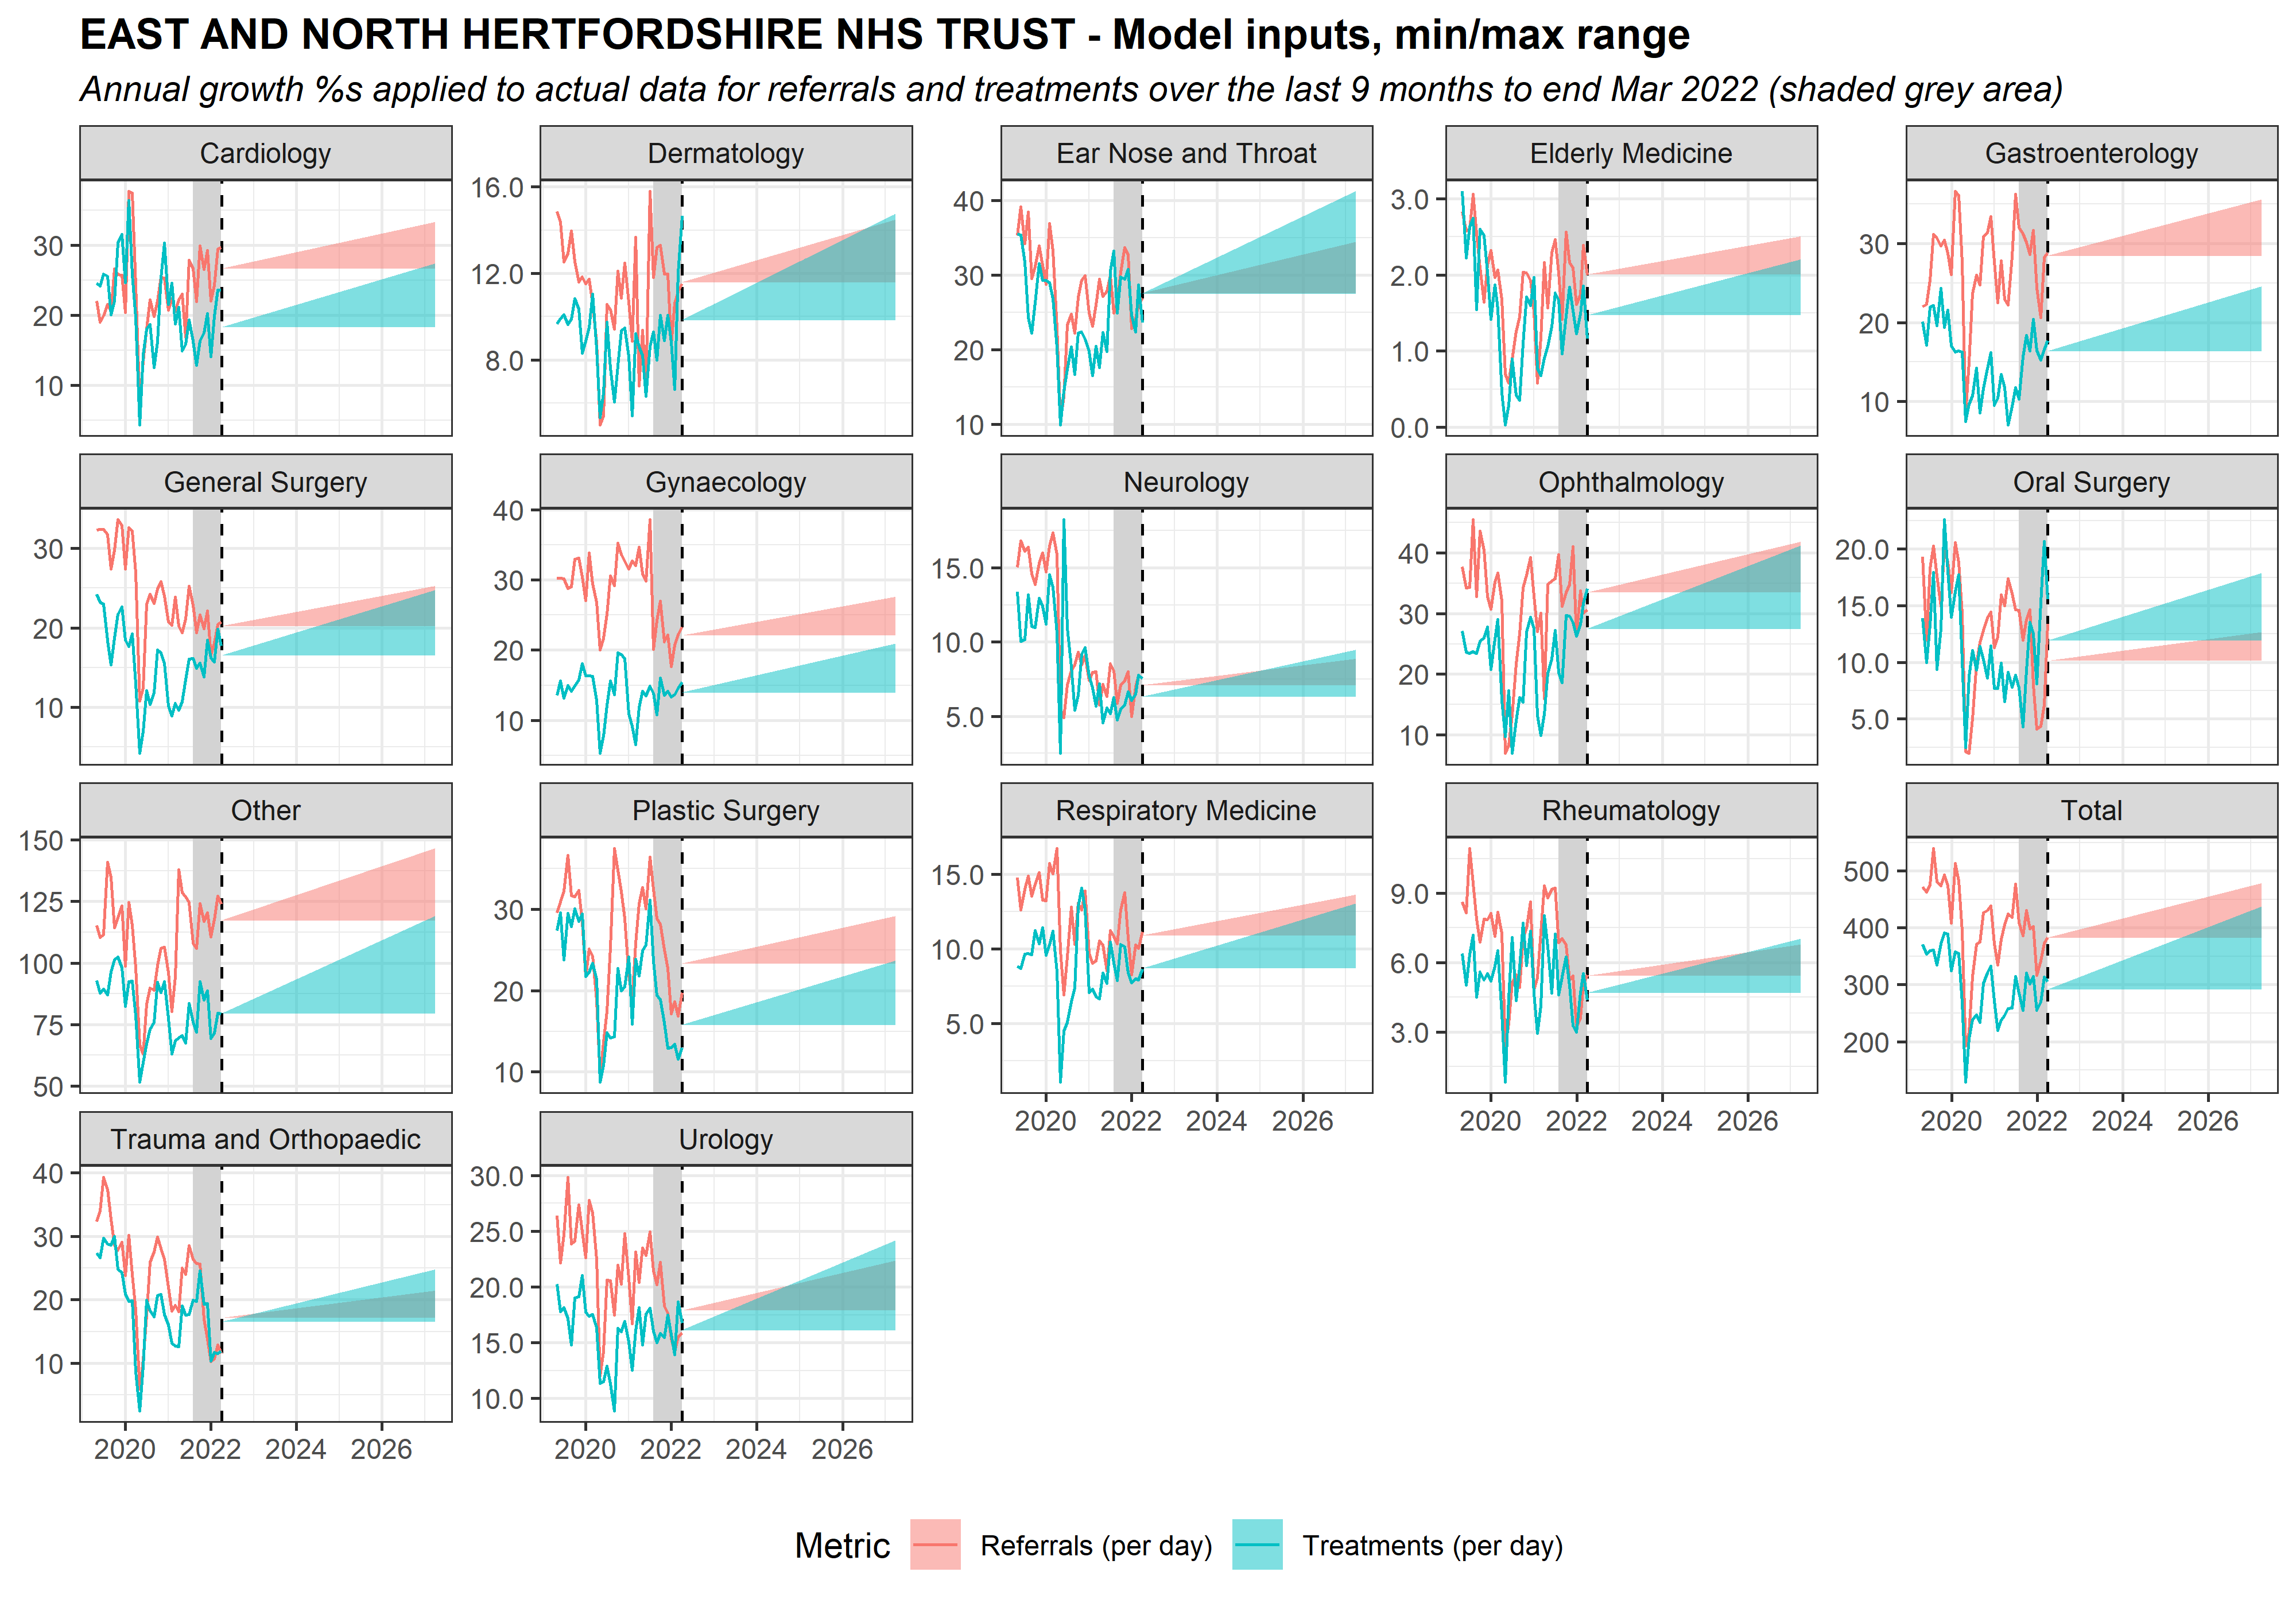 EAST AND NORTH HERTFORDSHIRE NHS TRUST - Model inputs, min/max range
Annual growth %s applied to actual data for referrals and treatments over the last 9 months to end Mar 2022 (shaded grey area)
Cardiology
30
20
10
Dermatology
16.0
12.0
8.0
Ear Nose and Throat
40
30
20
10
Elderly Medicine
3.0
2.0
1.0
0.0
Gastroenterology
30
20
10
General Surgery
30
20
10
Gynaecology
40
30
20
10
Neurology
15.0
10.0
5.0
Ophthalmology
40
30
20
10
Oral Surgery
20.0
15.0
10.0
5.0
Other
150
125
100
75
50
Plastic Surgery
30
20
10
Respiratory Medicine
15.0
10.0
5.0
2020 2022 2024 2026
Rheumatology
9.0
6.0
3.0
2020 2022 2024 2026
Total
500
400
300
200
2020 2022 2024 2026
Trauma and Orthopaedic
40
30
20
10
2020 2022 2024 2026
Urology
30.0
25.0
20.0
15.0
10.0
2020 2022 2024 2026
Metric Referrals (per day) Treatments (per day)